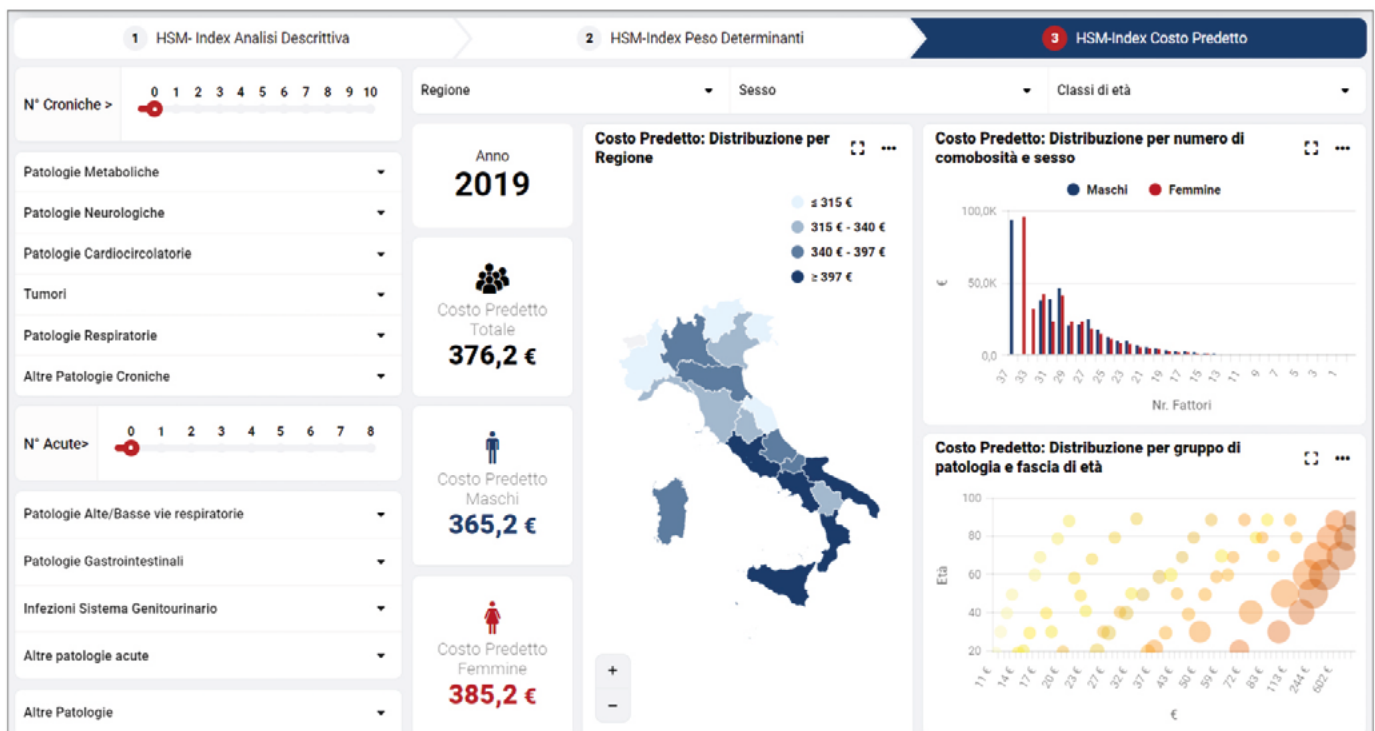 1 HSM- Index Analisi Descrittiva
2 HSM-Index Peso Determinanti
3 HSM-Index Costo Predetto
N° Croniche >
0 1 2 3 4 5 6 7 8 9 10
Regione
Sesso
Classi di età
Patologie Metaboliche
Patologie Neurologiche
Patologie Cardiocircolatorie
Tumori
Patologie Respiratorie
Altre Patologie Croniche
N° Acute>
0 1 2 3 4 5 6 7 8
Patologie Alte/Basse vie respiratorie
Patologie Gastrointestinali
Infezioni Sistema Genitourinario
Altre patologie acute
Altre Patologie
Anno
2019
Costo Predetto
Totale
376,2 €
Costo Predetto
Maschi
365,2 €
Costo Predetto
Femmine
385,2 €
Costo Predetto: Distribuzione per
Regione
≤ 315 €
315 € - 340 €
340 € - 397 €
≥ 397 €
+
−
Costo Predetto: Distribuzione per numero di
comobosità e sesso
Maschi
Femmine
100,0K
50,0K
0,0
€
37 33 31 29 27 25 23 21 19 17 15 13 11 9 7 5 3 1
Nr. Fattori
Costo Predetto: Distribuzione per gruppo di
patologia e fascia di età
100
80
60
40
20
Età
11 € 14 € 17 € 20 € 23 € 27 € 32 € 37 € 43 € 50 € 59 € 72 € 83 € 113 € 244 € 602 €
€